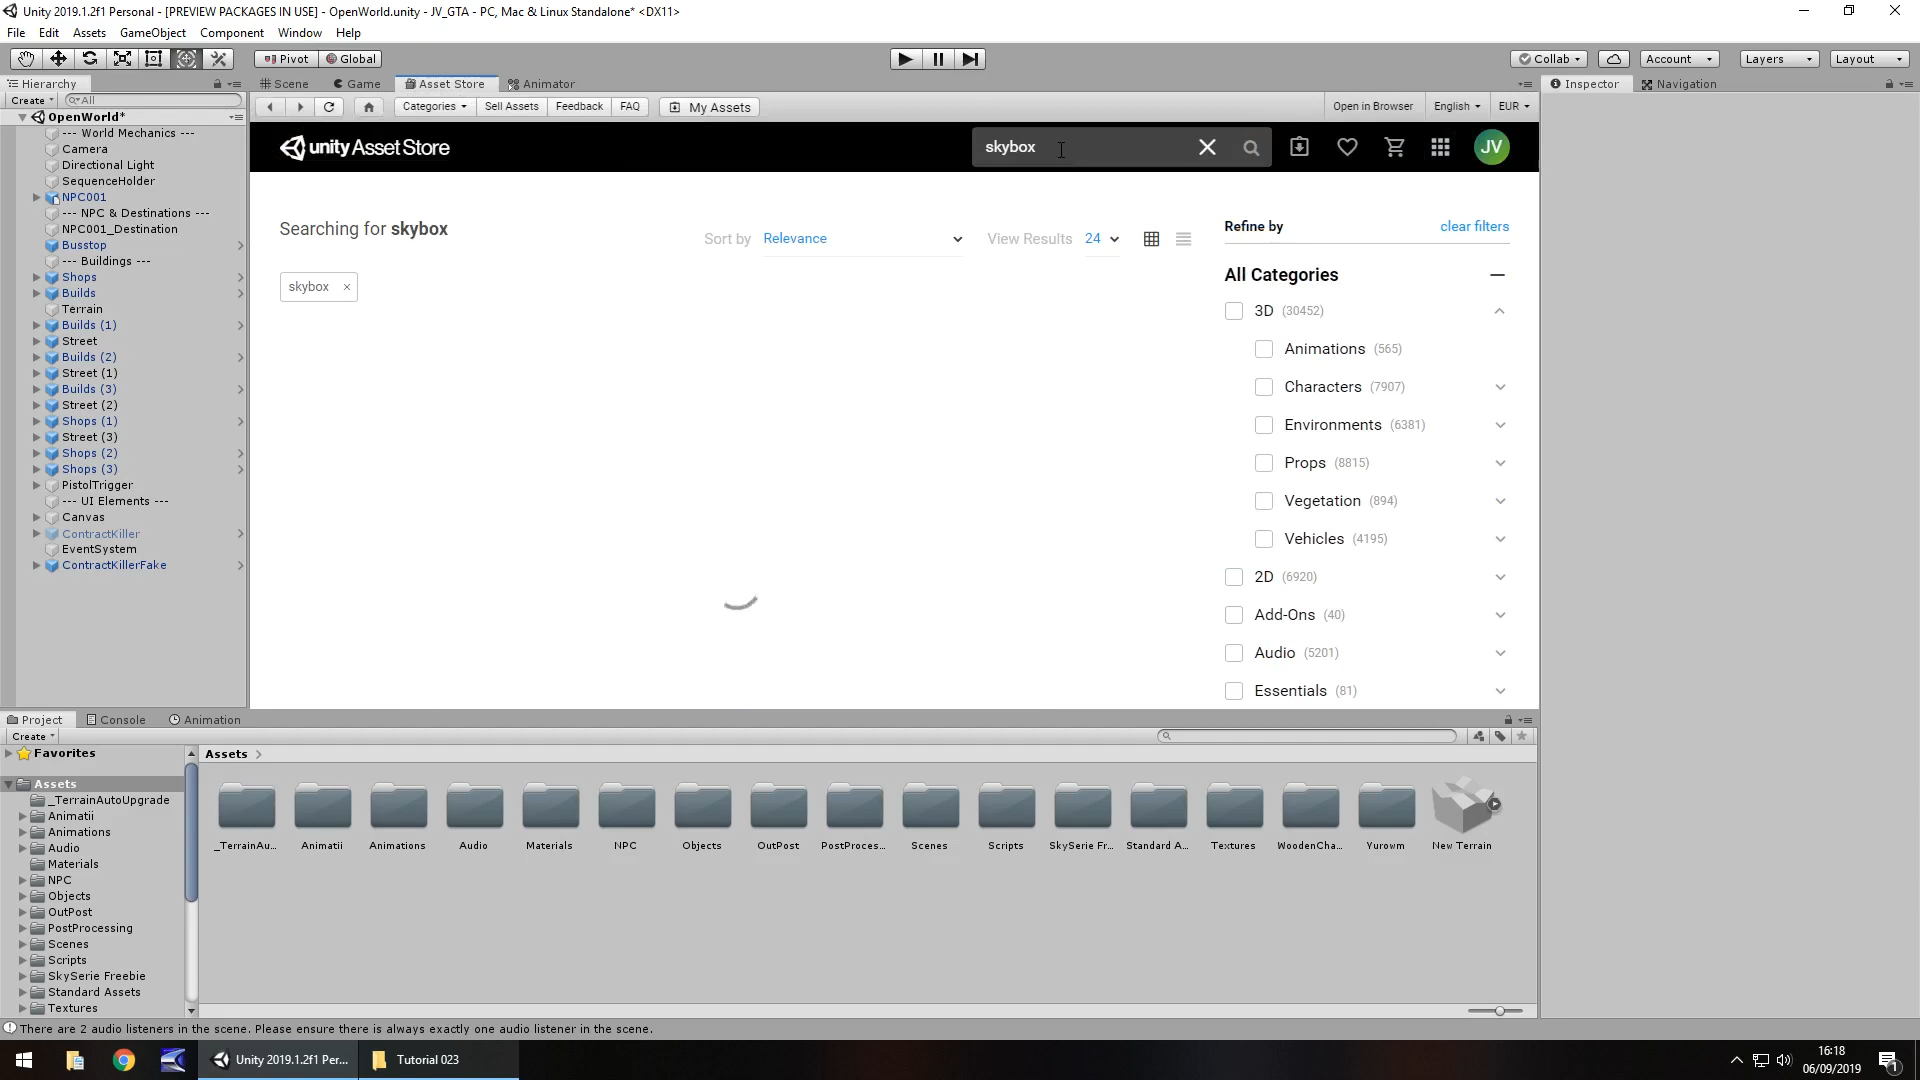 Unity 2019.1.2f1 Personal - [PREVIEW PACKAGES IN USE] - OpenWorld.unity - JV_GTA - PC, Mac & Linux Standalone* <DX11>
File Edit Assets GameObject Component Window Help
Pivot Global Collab Account Layers Layout
Hierarchy Scene Game Asset Store Animator Inspector Navigation
Create All Categories Sell Assets Feedback FAQ My Assets Open in Browser English EUR
OpenWorld*
--- World Mechanics ---
Camera
Directional Light
SequenceHolder
NPC001
--- NPC & Destinations ---
NPC001_Destination
Busstop
--- Buildings ---
Shops
Builds
Terrain
Builds (1)
Street
Builds (2)
Street (1)
Builds (3)
Street (2)
Shops (1)
Street (3)
Shops (2)
Shops (3)
PistolTrigger
--- UI Elements ---
Canvas
ContractKiller
EventSystem
ContractKillerFake
unity Asset Store skybox JV
Searching for skybox
Sort by Relevance View Results 24
skybox ×
Refine by clear filters
All Categories
3D (30452)
Animations (565)
Characters (7907)
Environments (6381)
Props (8815)
Vegetation (894)
Vehicles (4195)
2D (6920)
Add-Ons (40)
Audio (5201)
Essentials (81)
Project Console Animation
Create
Favorites
Assets
_TerrainAutoUpgrade
Animatii
Animations
Audio
Materials
NPC
Objects
OutPost
PostProcessing
Scenes
Scripts
SkySerie Freebie
Standard Assets
Textures
Assets
_TerrainAu... Animatii Animations Audio Materials NPC Objects OutPost PostProces... Scenes Scripts SkySerie Fr... Standard A... Textures WoodenCha... Yurowm New Terrain
There are 2 audio listeners in the scene. Please ensure there is always exactly one audio listener in the scene.
Unity 2019.1.2f1 Per... Tutorial 023
16:18
06/09/2019
1